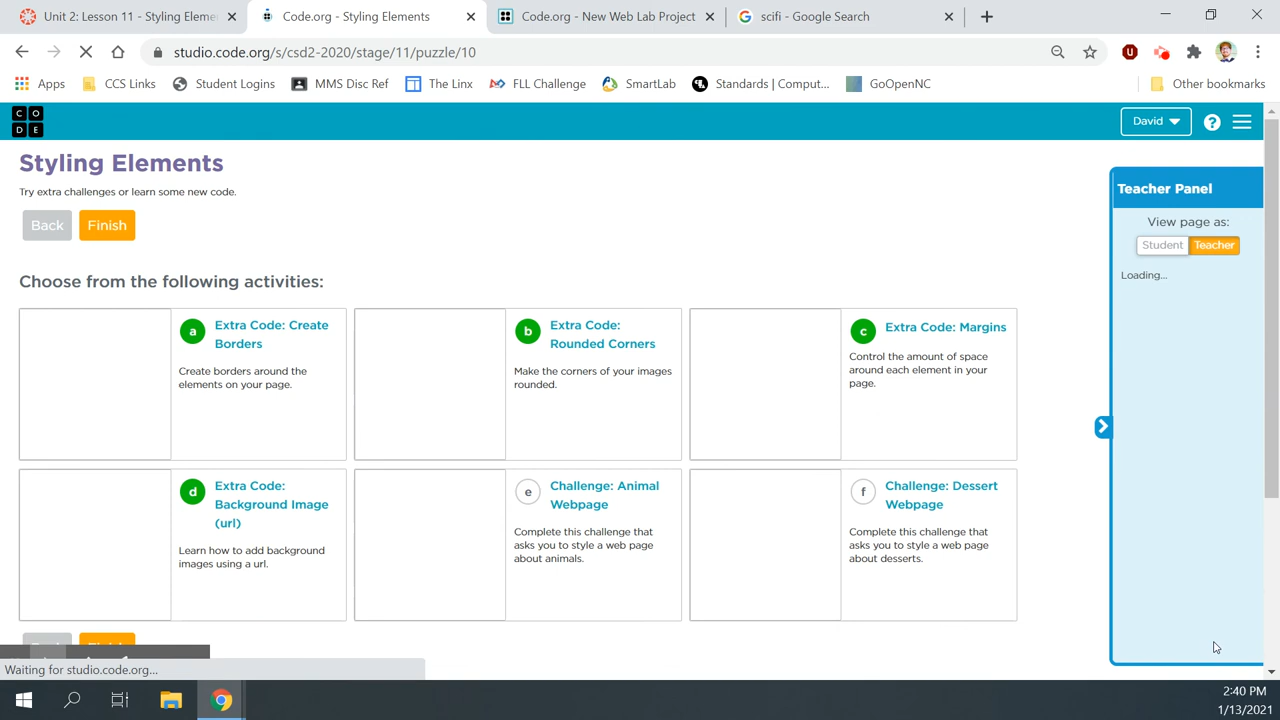 Unit 2: Lesson 11 - Styling Eleme
Code.org - Styling Elements
Code.org - New Web Lab Project
scifi - Google Search
studio.code.org/s/csd2-2020/stage/11/puzzle/10
Apps
CCS Links
Student Logins
MMS Disc Ref
The Linx
FLL Challenge
SmartLab
Standards | Comput...
GoOpenNC
Other bookmarks
C O
D E
David
?
Styling Elements
Try extra challenges or learn some new code.
Back
Finish
Teacher Panel
View page as:
Student
Teacher
Loading...
Choose from the following activities:
a
Extra Code: Create
Borders
Create borders around the
elements on your page.
b
Extra Code:
Rounded Corners
Make the corners of your images
rounded.
c
Extra Code: Margins
Control the amount of space
around each element in your
page.
d
Extra Code:
Background Image
(url)
Learn how to add background
images using a url.
e
Challenge: Animal
Webpage
Complete this challenge that
asks you to style a web page
about animals.
f
Challenge: Dessert
Webpage
Complete this challenge that
asks you to style a web page
about desserts.
Waiting for studio.code.org...
2:40 PM
1/13/2021